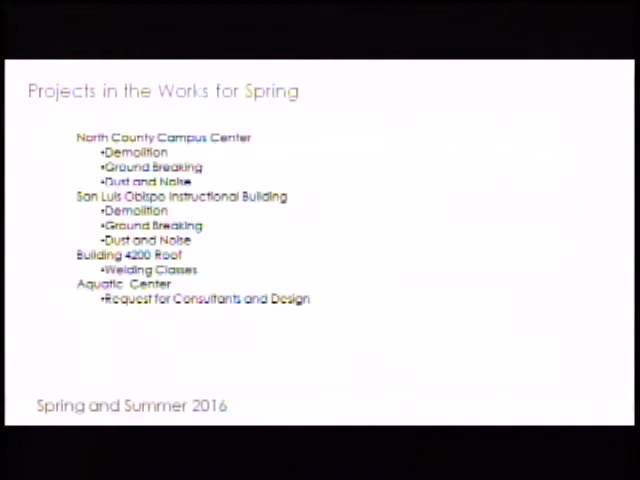 Projects in the Works for Spring
North County Campus Center
•Demolition
•Ground Breaking
•Dust and Noise
San Luis Obispo Instructional Building
•Demolition
•Ground Breaking
•Dust and Noise
Building 4200 Roof
•Welding Classes
Aquatic Center
•Request for Consultants and Design
Spring and Summer 2016